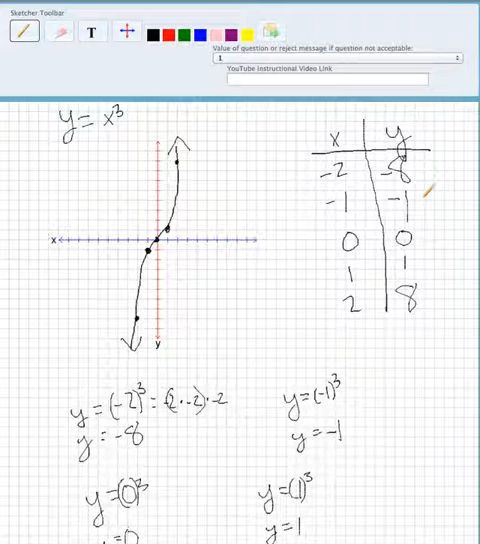 Sketcher Toolbar
T
Value of question or reject message if question not acceptable:
1
YouTube Instructional Video Link
y = x³
x
y
x y
-2 -8
-1 -1
0 0
1 1
2 8
y = (-2)³ = (-2 · -2) · -2
y = -8
y = (-1)³
y = -1
y = (0)³
y = 0
y = (1)³
y = 1